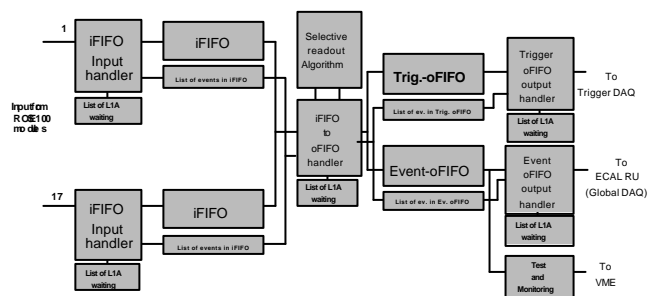 1
iFIFO
Input
handler
List of L1A
waiting
iFIFO
List of events in iFIFO
Selective
readout
Algorithm
iFIFO
to
oFIFO
handler
List of L1A
waiting
Trig.-oFIFO
List of ev. in Trig. oFIFO
Trigger
oFIFO
output
handler
List of L1A
waiting
To
Trigger DAQ
17
iFIFO
Input
handler
List of L1A
waiting
iFIFO
List of events in iFIFO
Event-oFIFO
List of ev. in Ev. oFIFO
Event
oFIFO
output
handler
List of L1A
waiting
To
ECAL RU
(Global DAQ)
Test
and
Monitoring
To
VME